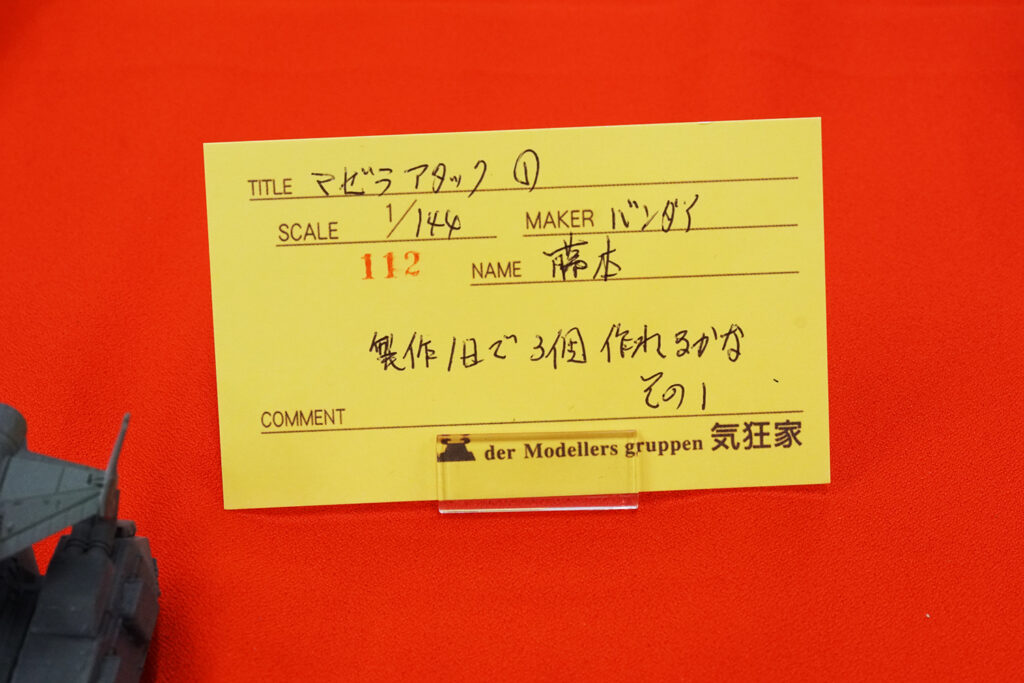 TITLE マゼラアタック ①
SCALE 1/144 MAKER バンダイ
112 NAME 藤本
製作1日で3個作れるかな
その1
COMMENT
der Modellers gruppen 気狂家